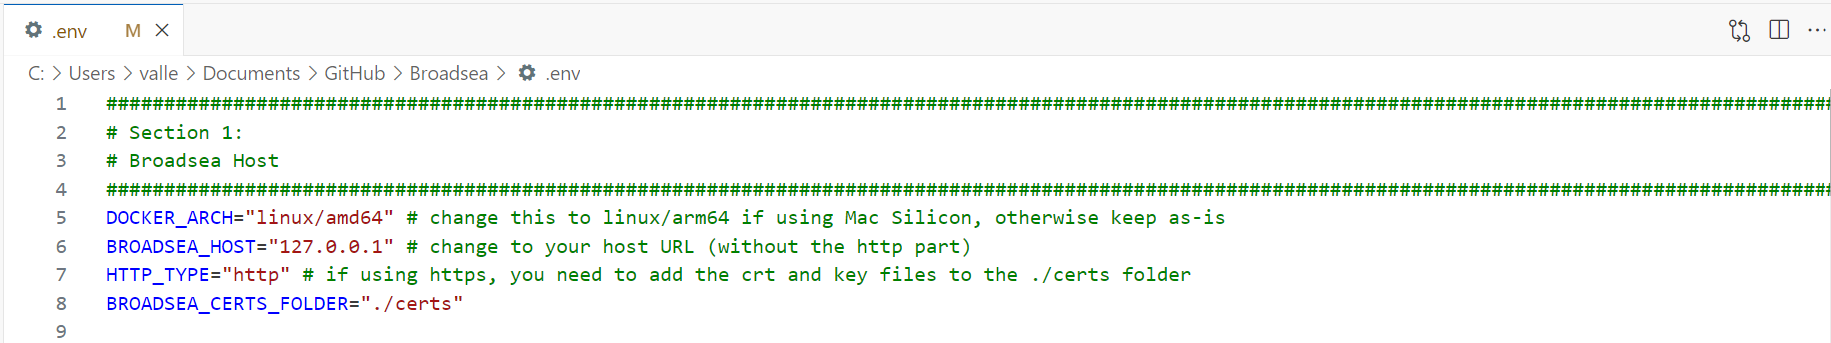 .env M
C: > Users > valle > Documents > GitHub > Broadsea > .env
1 ########################################################################################################################################################
2 # Section 1:
3 # Broadsea Host
4 ########################################################################################################################################################
5 DOCKER_ARCH="linux/amd64" # change this to linux/arm64 if using Mac Silicon, otherwise keep as-is
6 BROADSEA_HOST="127.0.0.1" # change to your host URL (without the http part)
7 HTTP_TYPE="http" # if using https, you need to add the crt and key files to the ./certs folder
8 BROADSEA_CERTS_FOLDER="./certs"
9